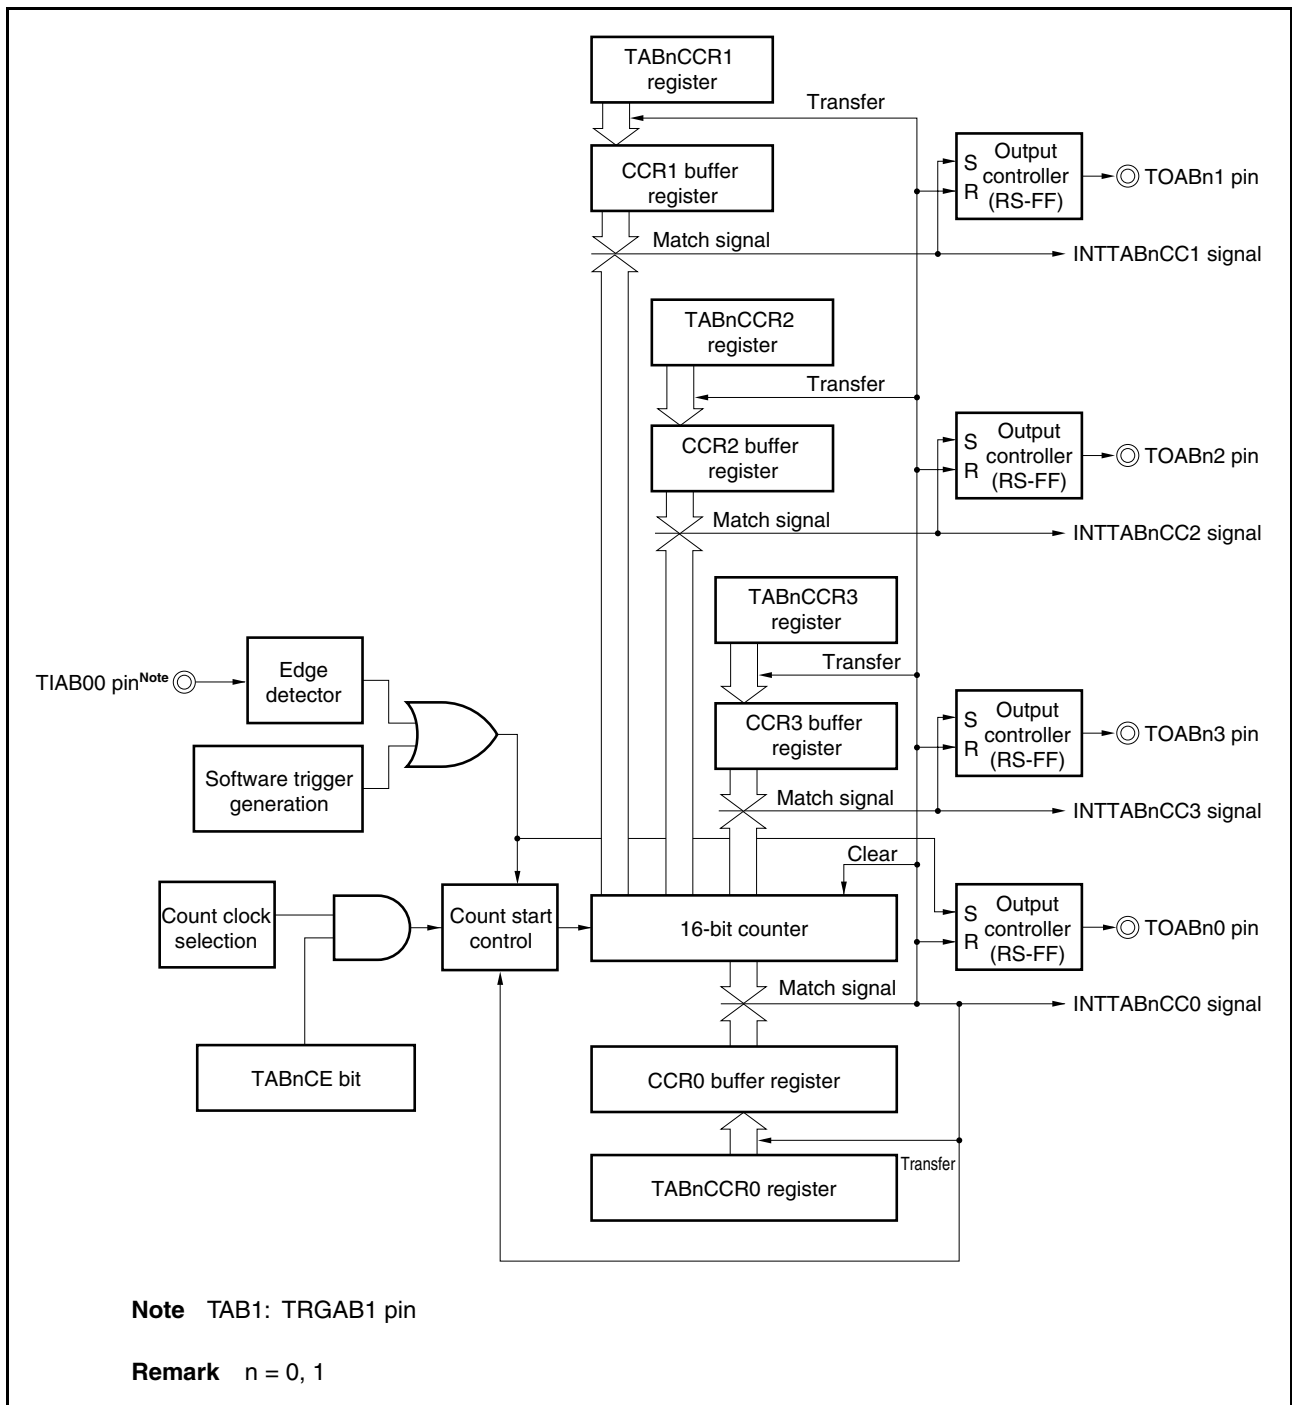 TABnCCR1
register
Transfer
CCR1 buffer
register
S
R
Output
controller
(RS-FF)
TOABn1 pin
Match signal
INTTABnCC1 signal
TABnCCR2
register
Transfer
CCR2 buffer
register
S
R
Output
controller
(RS-FF)
TOABn2 pin
Match signal
INTTABnCC2 signal
TABnCCR3
register
Transfer
TIAB00 pin Note
Edge
detector
CCR3 buffer
register
S
R
Output
controller
(RS-FF)
TOABn3 pin
Software trigger
generation
Match signal
INTTABnCC3 signal
Clear
Count clock
selection
Count start
control
16-bit counter
S
R
Output
controller
(RS-FF)
TOABn0 pin
Match signal
INTTABnCC0 signal
TABnCE bit
CCR0 buffer register
Transfer
TABnCCR0 register
Note TAB1: TRGAB1 pin
Remark n = 0, 1